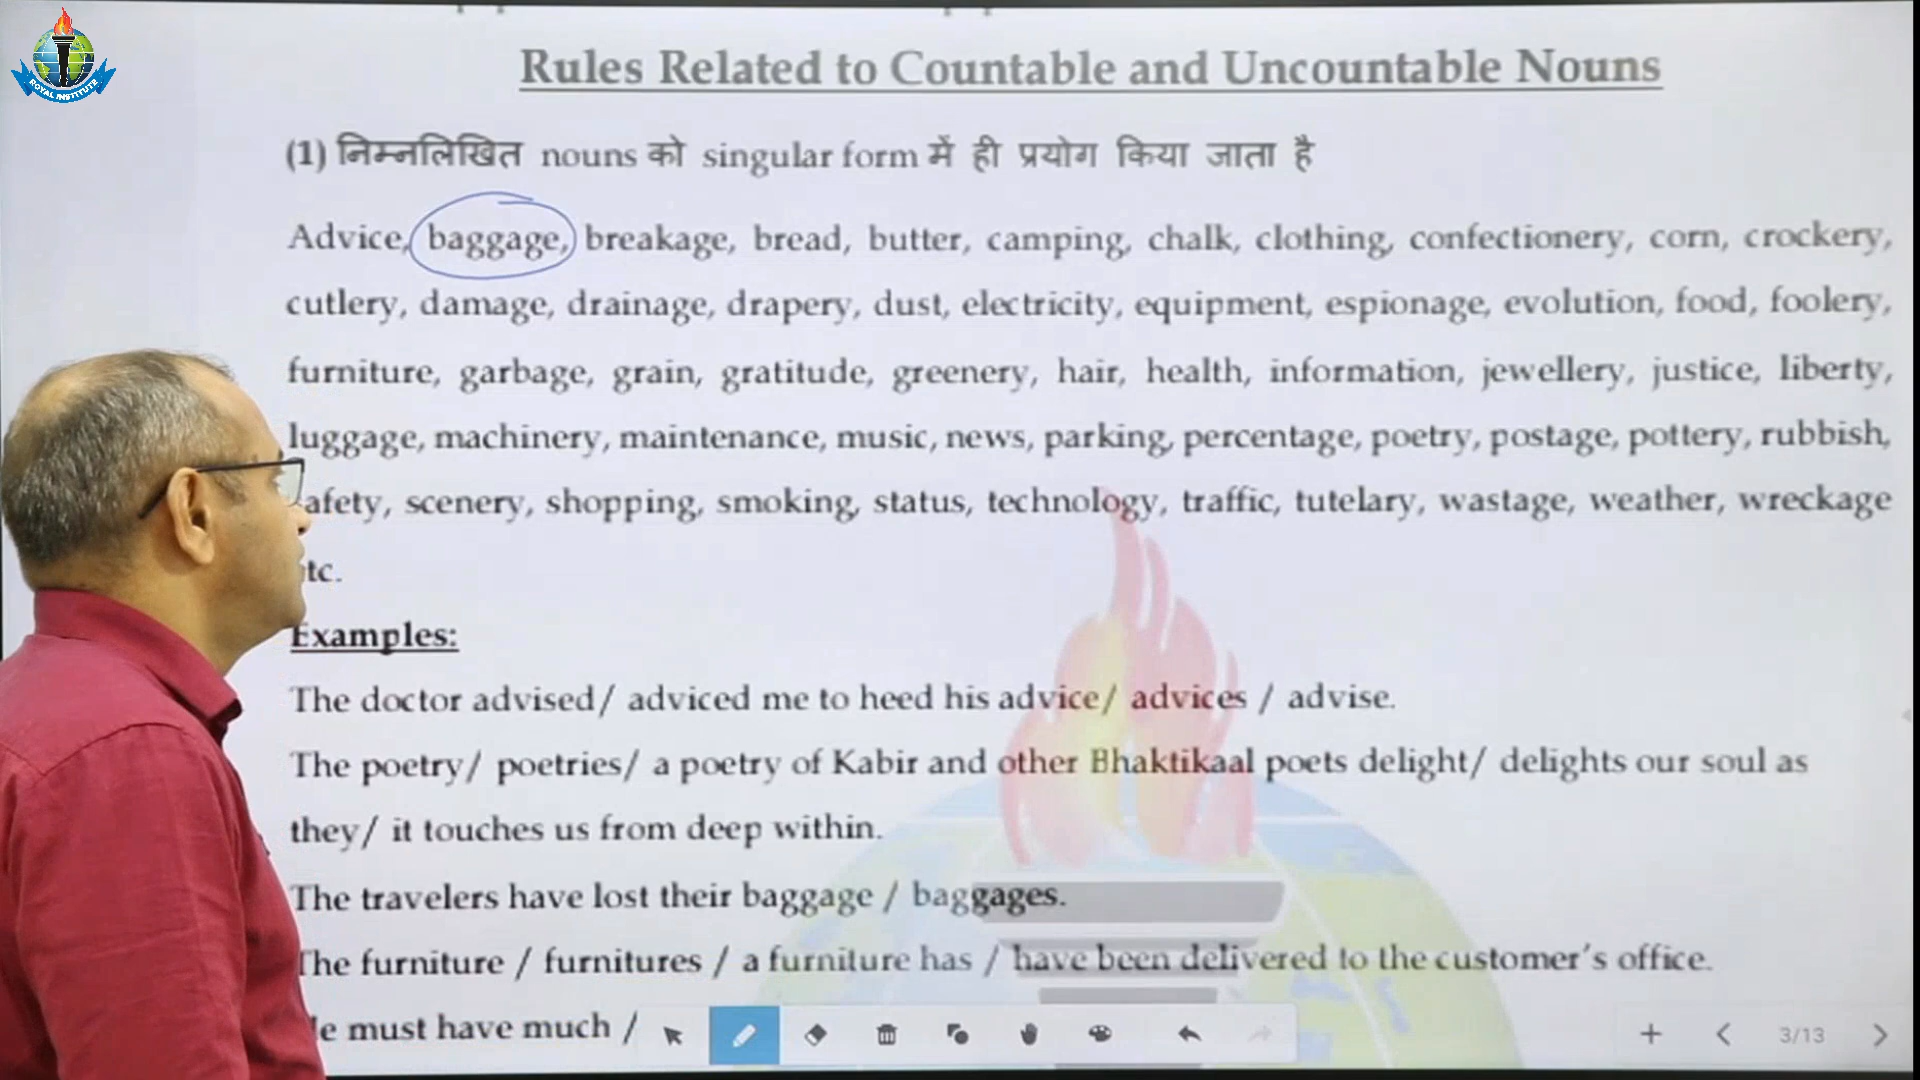 ROYAL INSTITUTE
Rules Related to Countable and Uncountable Nouns
(1) निम्नलिखित nouns को singular form में ही प्रयोग किया जाता है
Advice, baggage, breakage, bread, butter, camping, chalk, clothing, confectionery, corn, crockery,
cutlery, damage, drainage, drapery, dust, electricity, equipment, espionage, evolution, food, foolery,
furniture, garbage, grain, gratitude, greenery, hair, health, information, jewellery, justice, liberty,
luggage, machinery, maintenance, music, news, parking, percentage, poetry, postage, pottery, rubbish,
afety, scenery, shopping, smoking, status, technology, traffic, tutelary, wastage, weather, wreckage
tc.
Examples:
The doctor advised/ adviced me to heed his advice/ advices / advise.
The poetry/ poetries/ a poetry of Kabir and other Bhaktikaal poets delight/ delights our soul as
they/ it touches us from deep within.
The travelers have lost their baggage / baggages.
The furniture / furnitures / a furniture has / have been delivered to the customer's office.
e must have much /
3/13